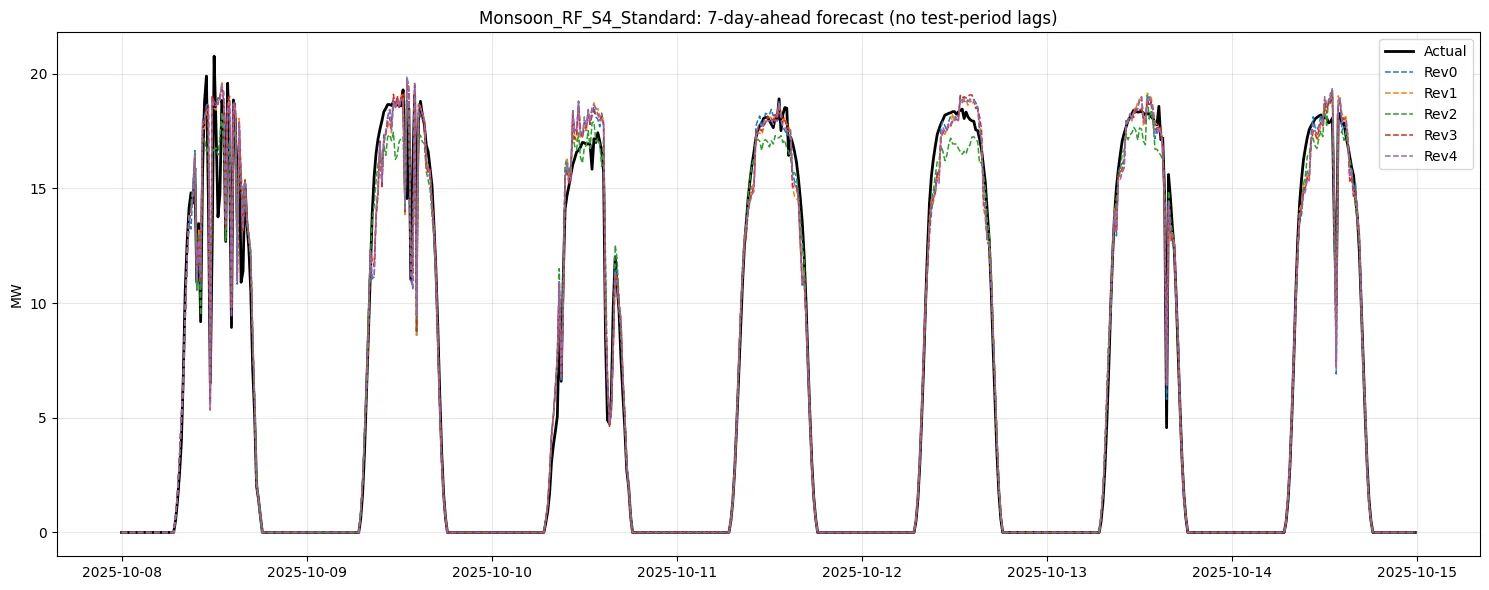 Monsoon_RF_S4_Standard: 7-day-ahead forecast (no test-period lags)
Actual
Rev0
Rev1
Rev2
Rev3
Rev4
MW
20
15
10
5
0
2025-10-08
2025-10-09
2025-10-10
2025-10-11
2025-10-12
2025-10-13
2025-10-14
2025-10-15